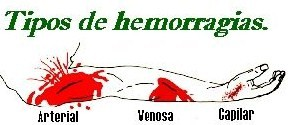 Tipos de hemorragias.
Arterial Venosa Capilar